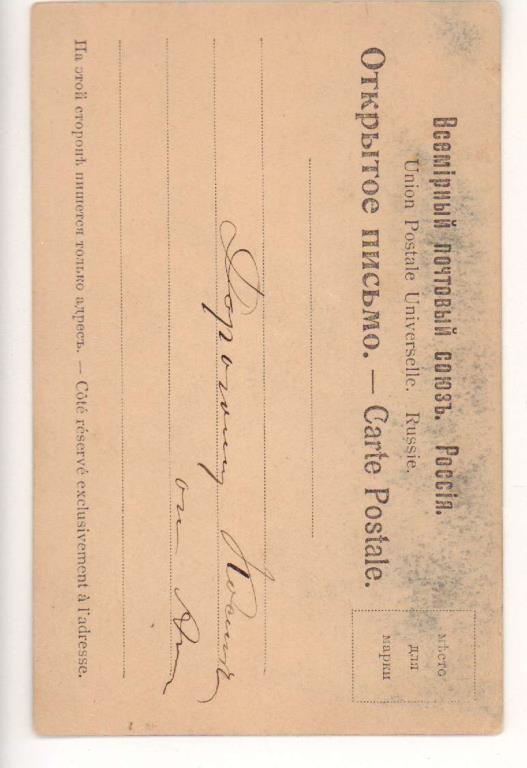 Всемірный почтовый союзъ. Россія.
Union Postale Universelle. Russie.
Открытое письмо. — Carte Postale.
мѣсто
для
марки
Дорогому
от
На этой сторонѣ пишется только адресъ. — Côté réservé exclusivement à l'adresse.